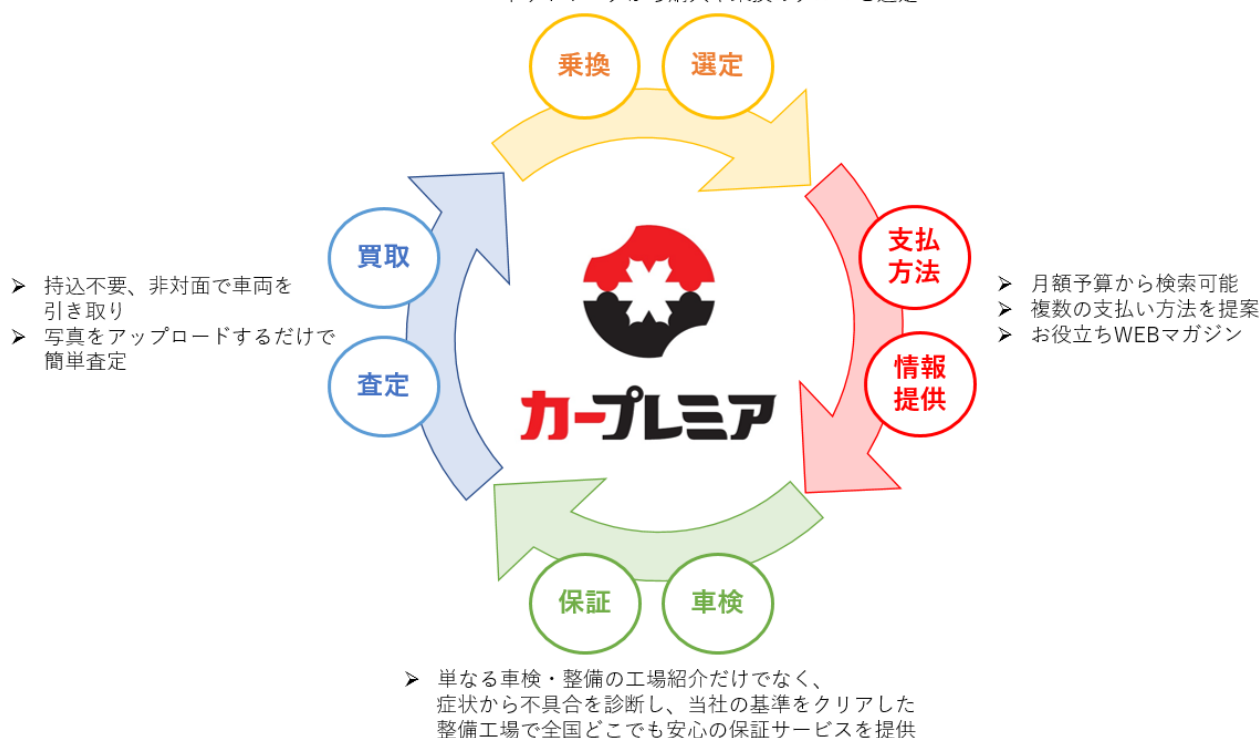 乗換
選定
支払
方法
買取
➢ 持込不要、非対面で車両を
引き取り
➢ 写真をアップロードするだけで
簡単査定
➢ 月額予算から検索可能
➢ 複数の支払い方法を提案
➢ お役立ちWEBマガジン
査定
情報
提供
カープレミア
保証
車検
➢ 単なる車検・整備の工場紹介だけでなく、
症状から不具合を診断し、当社の基準をクリアした
整備工場で全国どこでも安心の保証サービスを提供